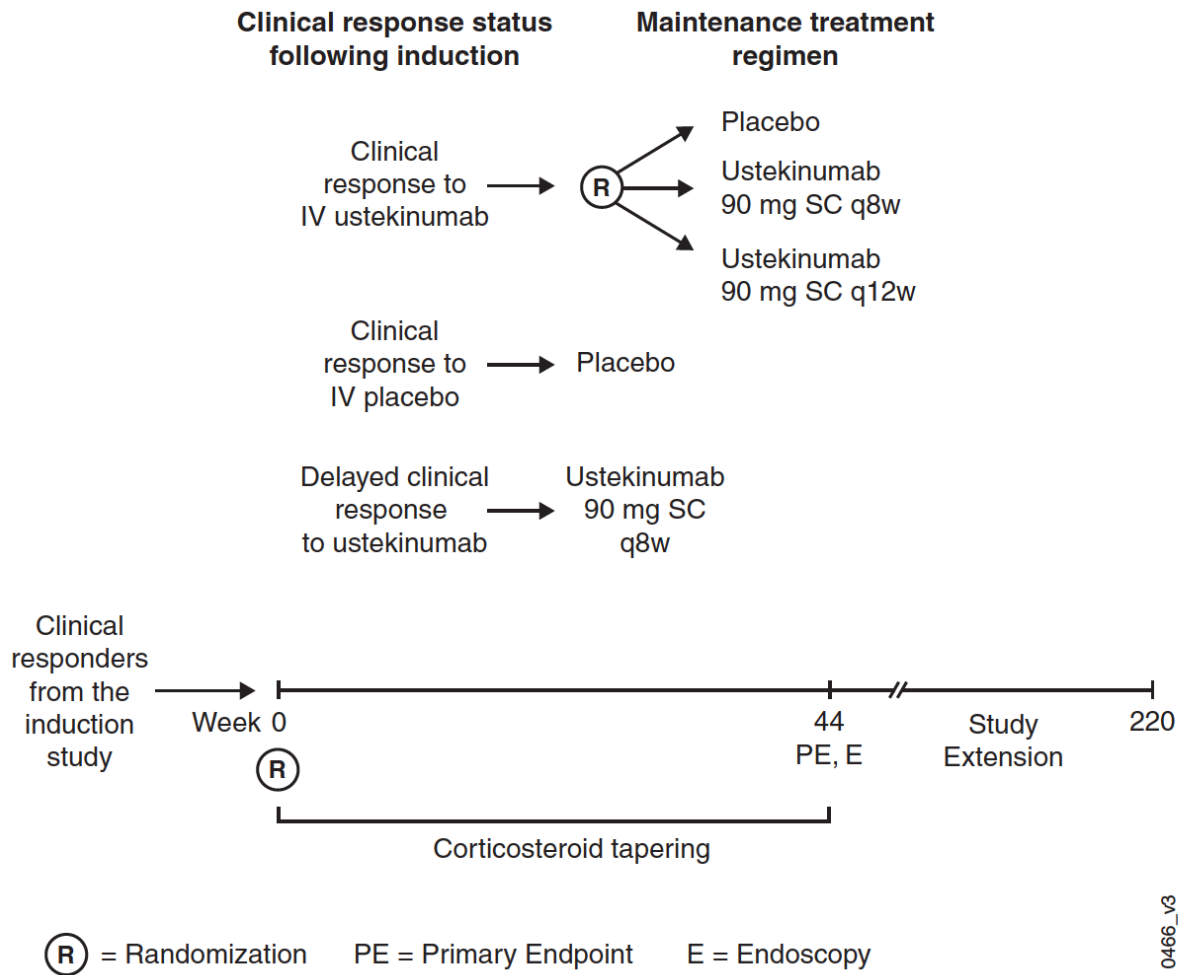 Clinical response status
following induction
Maintenance treatment
regimen
Clinical
response to
IV ustekinumab
R
Placebo
Ustekinumab
90 mg SC q8w
Ustekinumab
90 mg SC q12w
Clinical
response to
IV placebo
Placebo
Delayed clinical
response
to ustekinumab
Ustekinumab
90 mg SC
q8w
Clinical
responders
from the
induction
study
Week 0
44
PE, E
Study
Extension
220
R
Corticosteroid tapering
R = Randomization PE = Primary Endpoint E = Endoscopy
0466_v3